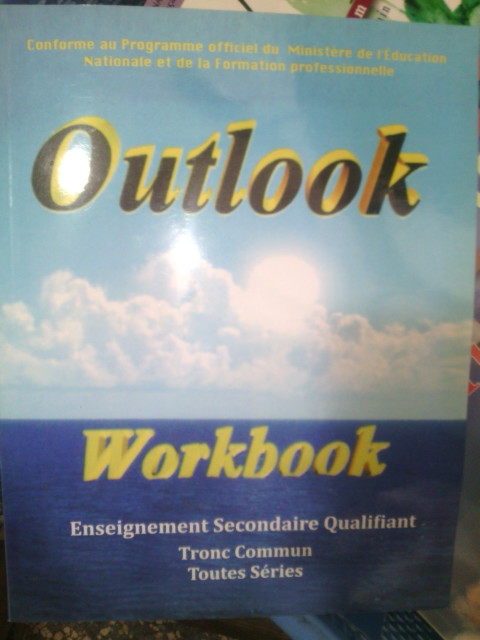 Conforme au Programme officiel du Ministère de l'Éducation
Nationale et de la Formation professionnelle
Outlook
Workbook
Enseignement Secondaire Qualifiant
Tronc Commun
Toutes Séries